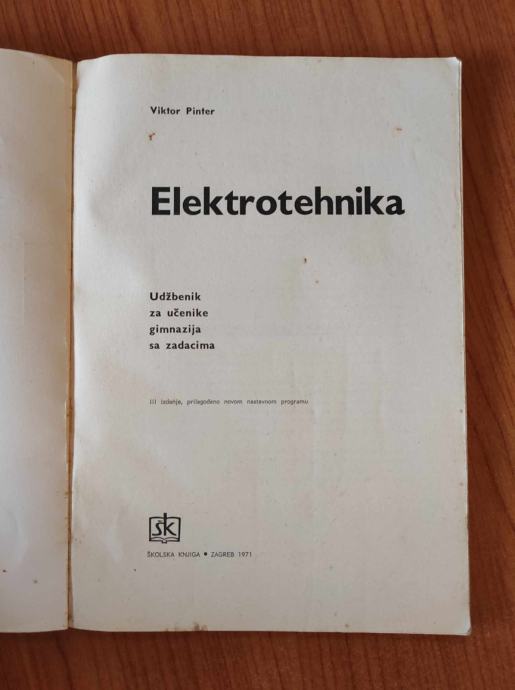 Viktor Pinter
Elektrotehnika
Udžbenik
za učenike
gimnazija
sa zadacima
III izdanje, prilagođeno novom nastavnom programu
šk
ŠKOLSKA KNJIGA • ZAGREB 1971